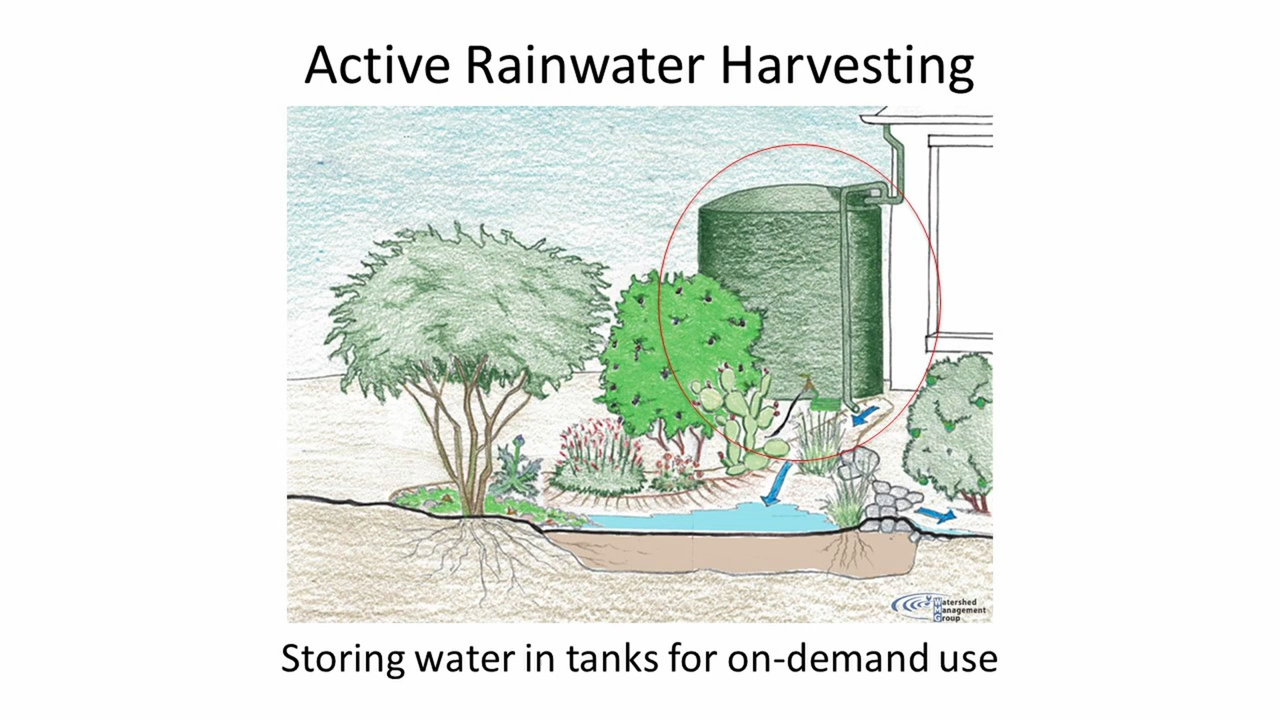 Active Rainwater Harvesting
Watershed
Management
Group
Storing water in tanks for on-demand use